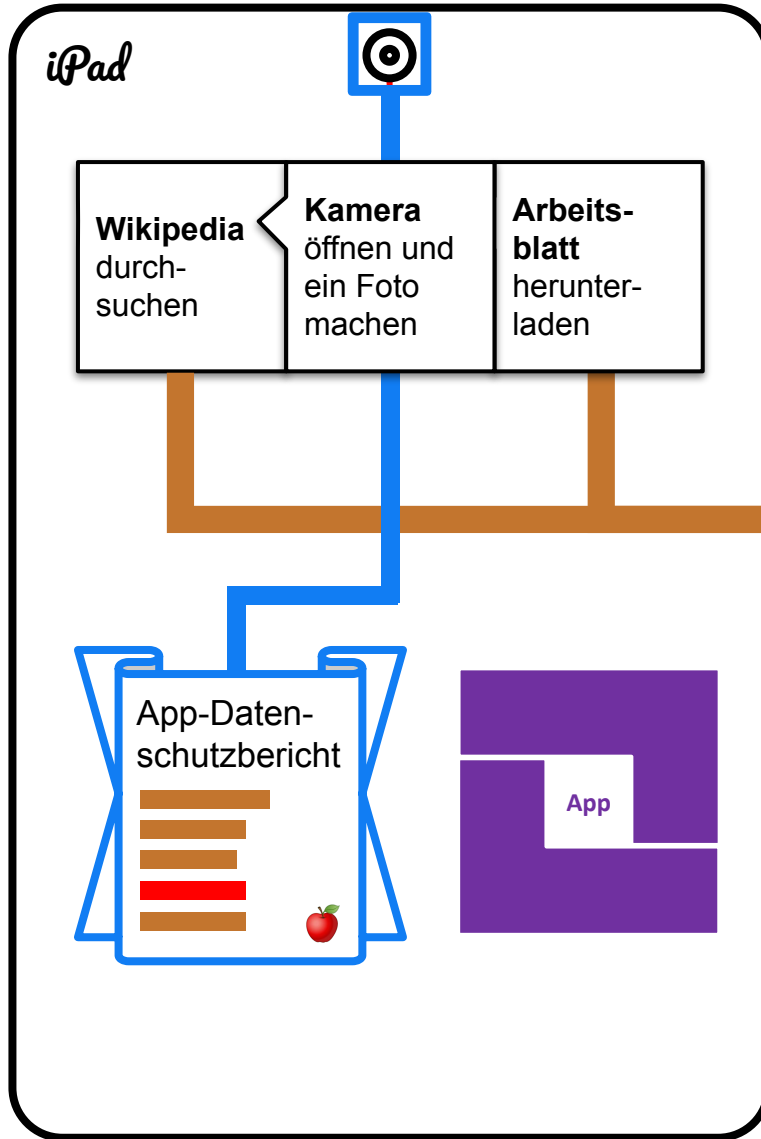 iPad
Wikipedia
durch-
suchen
Kamera
öffnen und
ein Foto
machen
Arbeits-
blatt
herunter-
laden
App-Daten-
schutzbericht
App